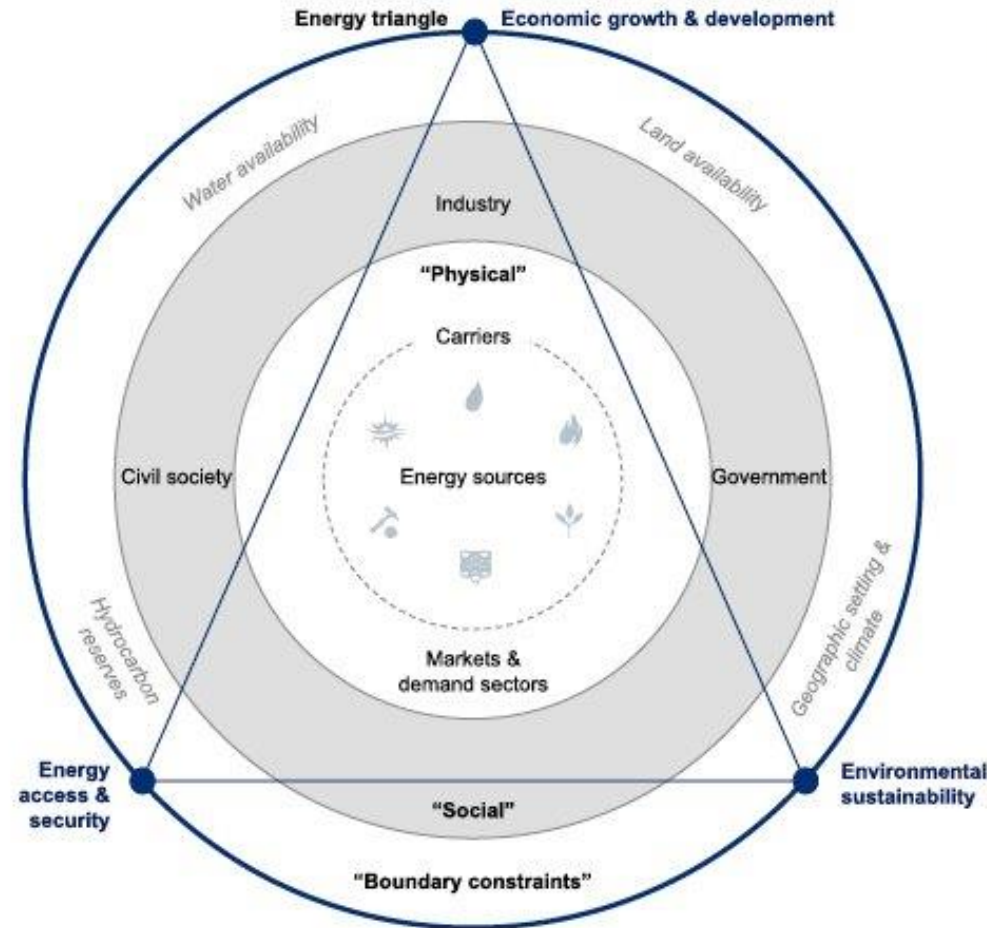 Energy triangle
Economic growth & development
Water availability
Land availability
Industry
“Physical”
Carriers
Civil society
Energy sources
Government
Hydrocarbon
reserves
Geographic setting &
climate
Markets &
demand sectors
Energy
access &
security
Environmental
sustainability
“Social”
“Boundary constraints”